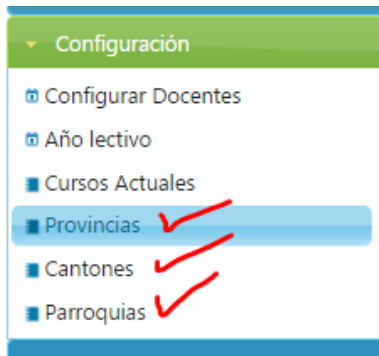 Configuración
Configurar Docentes
Año lectivo
Cursos Actuales
Provincias
Cantones
Parroquias